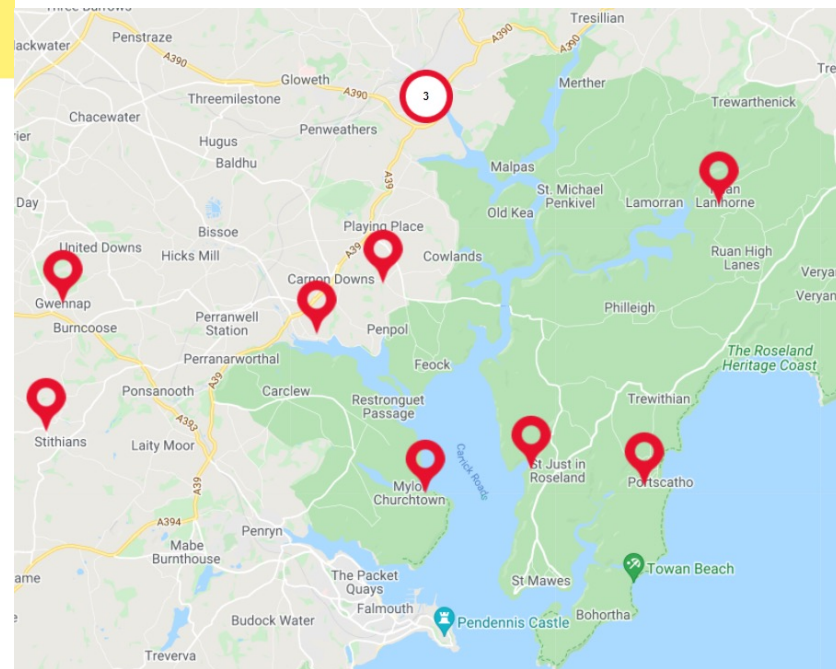 Three Burrows
Tresillian
Penstraze
A390
Blackwater
A390
Gloweth
Merther
Threemilestone
A390
3
Trewarthenick
Chacewater
Penweathers
Hugus
Baldhu
A39
Malpas
St. Michael
Penkivel
Lamorran
Day
Old Kea
Playing Place
Bissoe
A39
United Downs
Hicks Mill
Cowlands
Ruan High
Lanes
Carnon Downs
Gwennap
Philleigh
Perranwell
Station
Burncoose
Penpol
Perranarworthal
Feock
The Roseland
Heritage Coast
A39
Ponsanooth
Carclew
Restronguet
Passage
Trewithian
A393
Stithians
Laity Moor
Carrick Roads
St Just in
Roseland
Portscatho
Mylor
Churchtown
A39
A394
Penryn
Mabe
Burnthouse
Towan Beach
The Packet
Quays
St Mawes
Falmouth
Bohortha
Budock Water
Pendennis Castle
Treverva